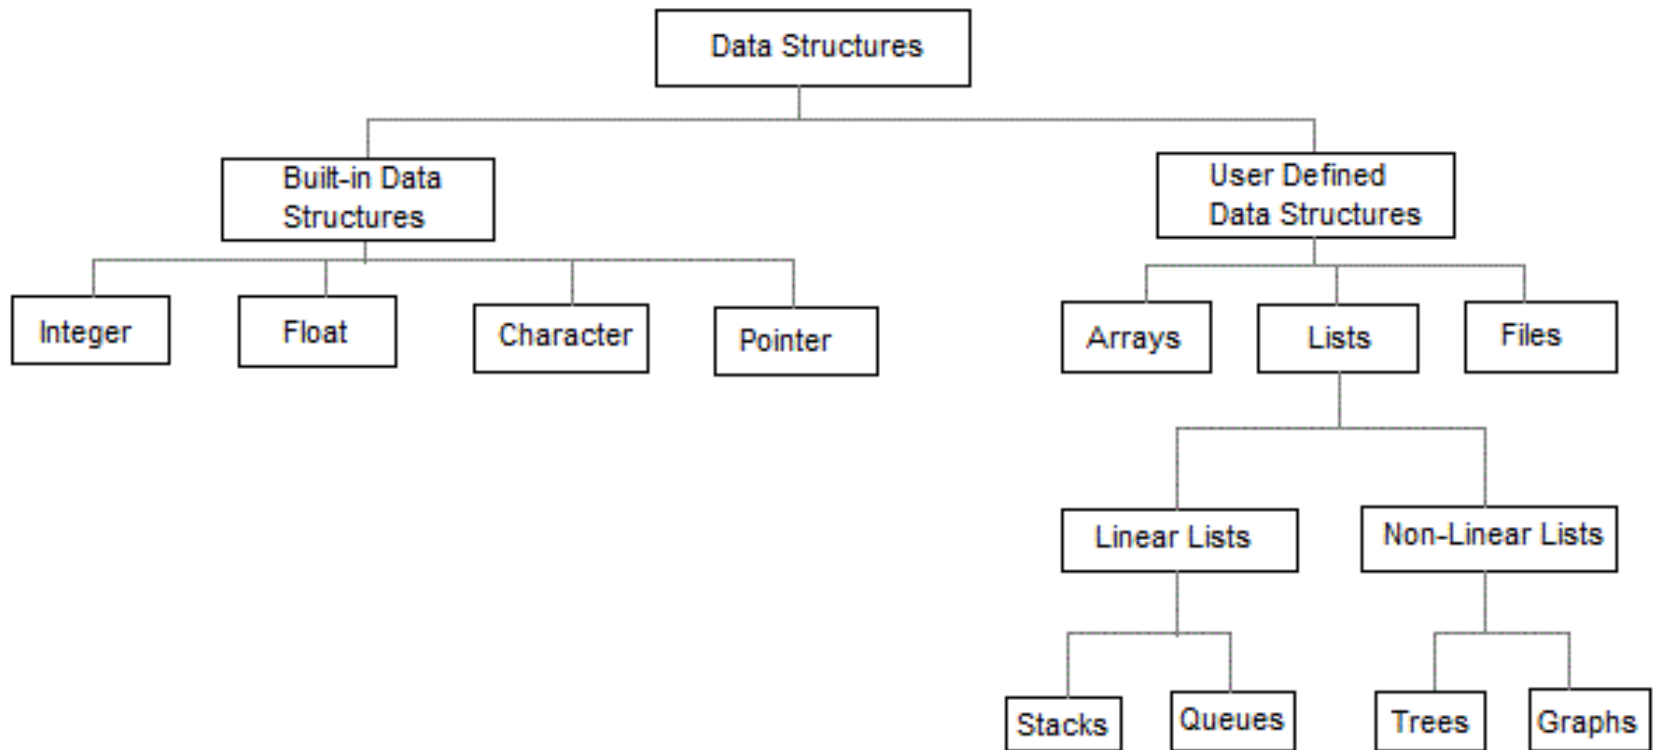 Data Structures
Built-in Data
Structures
User Defined
Data Structures
Integer
Float
Character
Pointer
Arrays
Lists
Files
Linear Lists
Non-Linear Lists
Stacks
Queues
Trees
Graphs